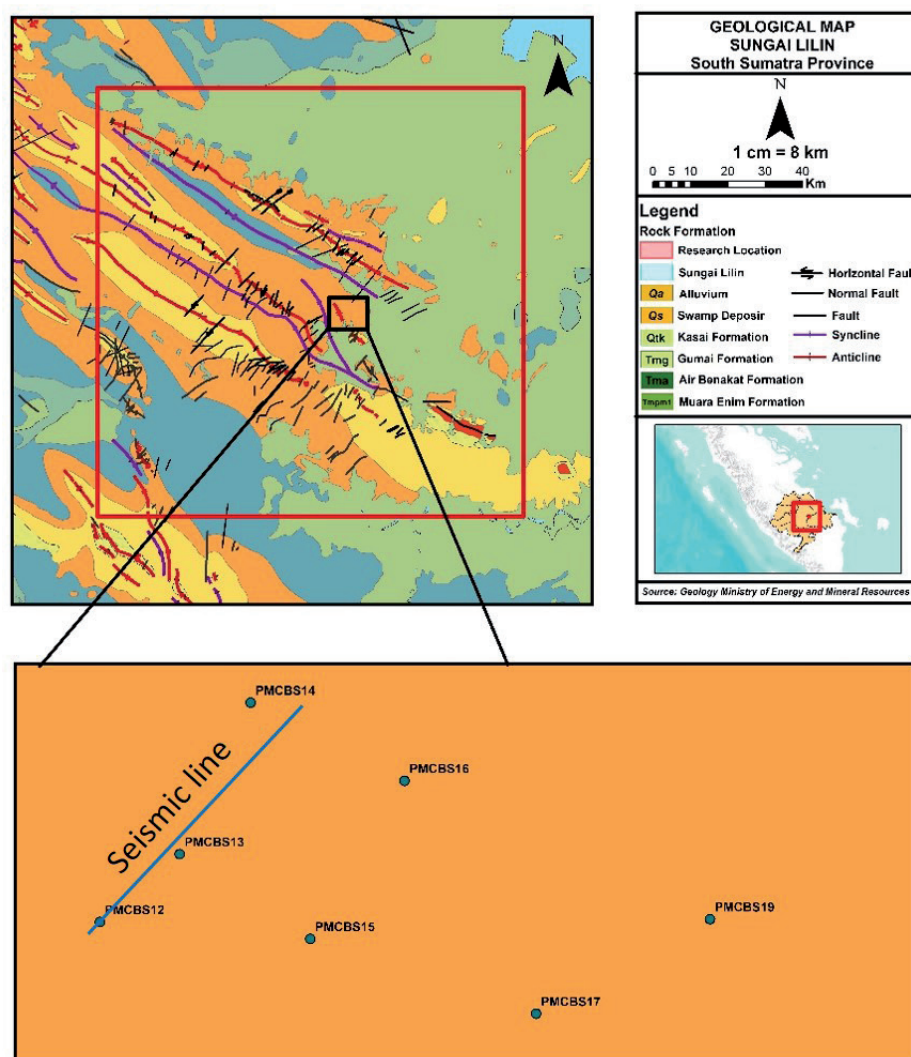 N
GEOLOGICAL MAP
SUNGAI LILIN
South Sumatra Province
N
1 cm = 8 km
0 5 10 20 30 40
Km
Legend
Rock Formation
Research Location
Sungai Lilin
Qa Alluvium
Qs Swamp Deposir
Qtk Kasai Formation
Tmg Gumai Formation
Tma Air Benakat Formation
Tmpm1 Muara Enim Formation
Horizontal Fault
Normal Fault
Fault
Syncline
Anticline
Source: Geology Ministry of Energy and Mineral Resources
PMCBS14
Seismic line
PMCBS16
PMCBS13
PMCBS12
PMCBS15
PMCBS19
PMCBS17